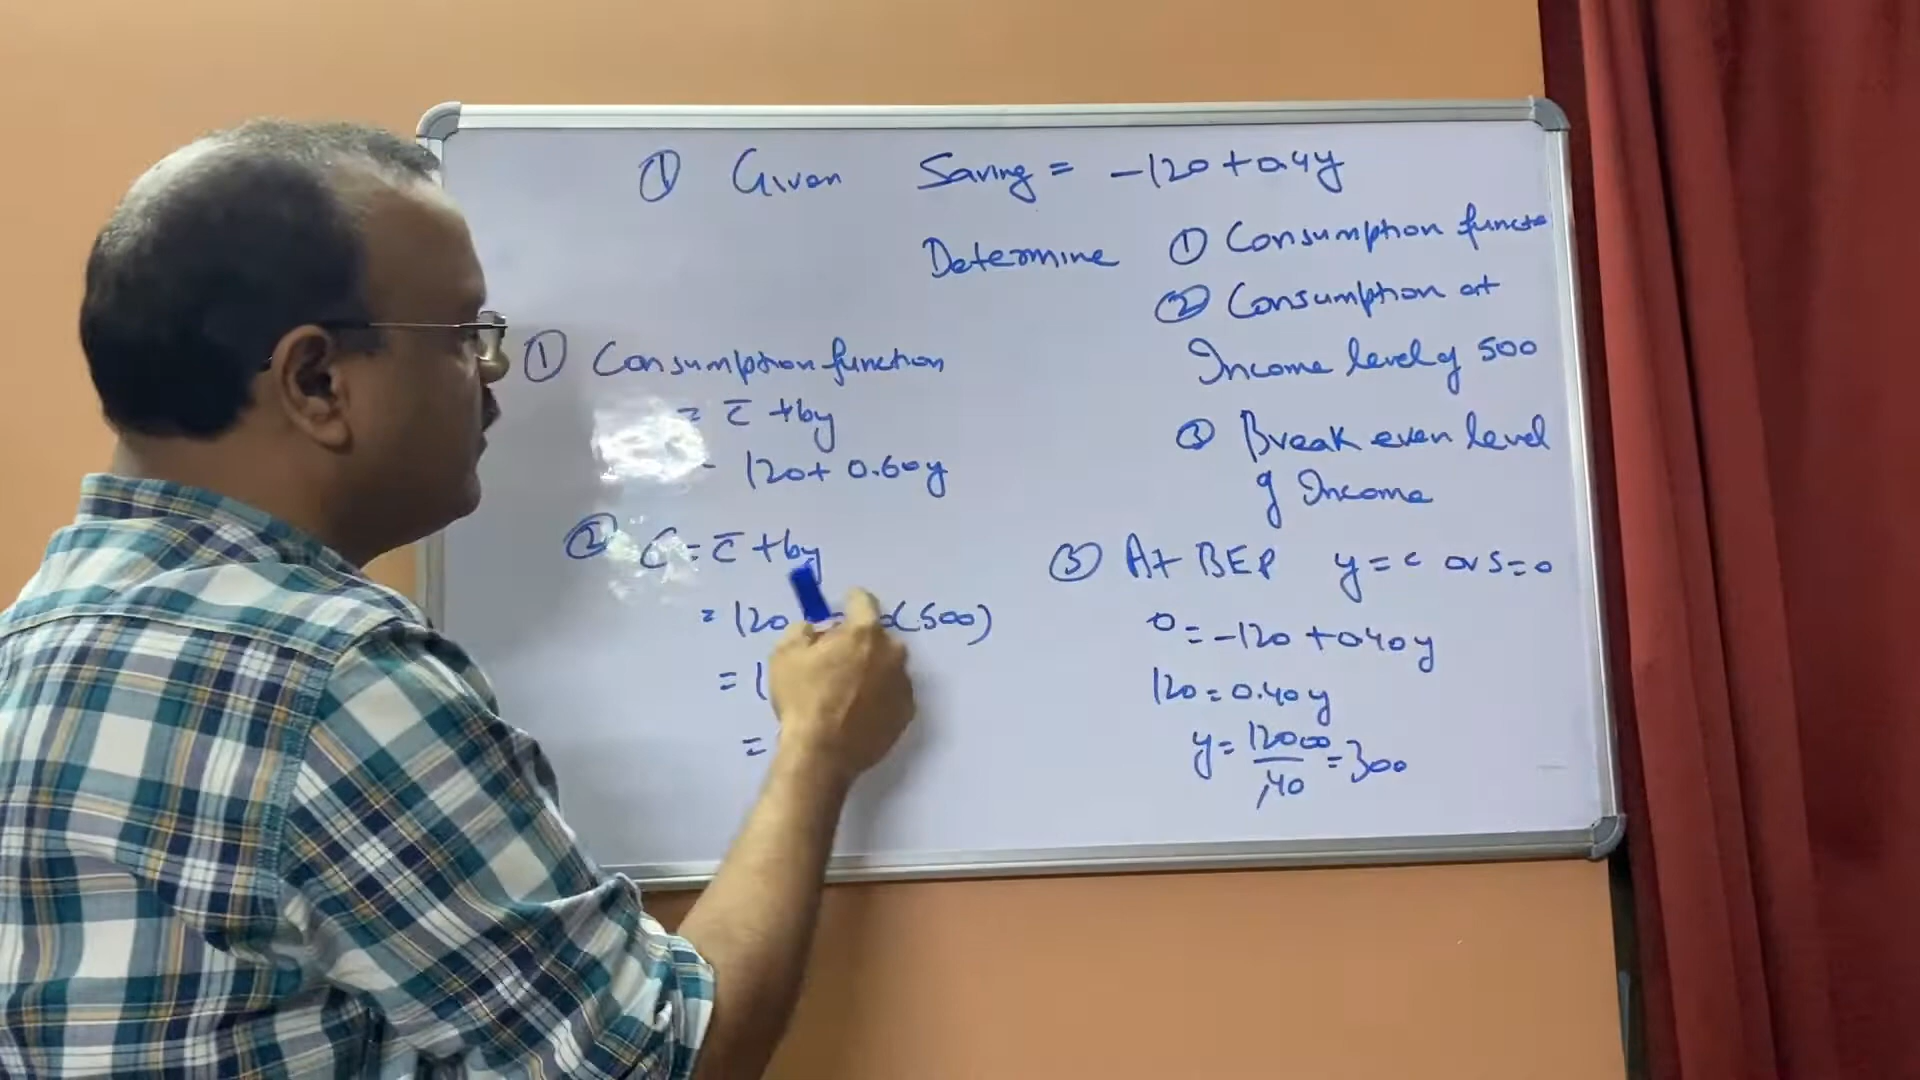 ① Given Saving = -120 + 0.4y
Determine ① Consumption functio
② Consumption at
Income level of 500
③ Break even level
of Income
① Consumption function
= c̅ + by
- 120 + 0.60y
② C = c̅ + by
= 120 (500)
= 1
=
③ At BEP y = c or s = 0
0 = -120 + 0.40y
120 = 0.40y
y = 12000/.40 = 300